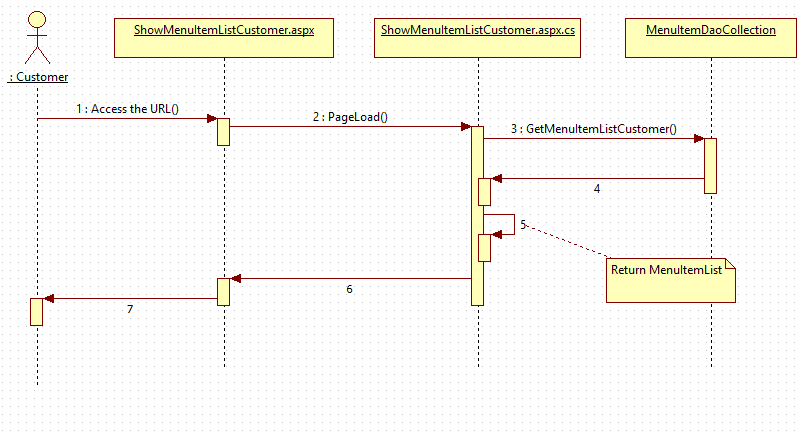 ShowMenuItemListCustomer.aspx
ShowMenuItemListCustomer.aspx.cs
MenuItemDaoCollection
: Customer
1 : Access the URL()
2 : PageLoad()
3 : GetMenuItemListCustomer()
4
5
Return MenuItemList
6
7